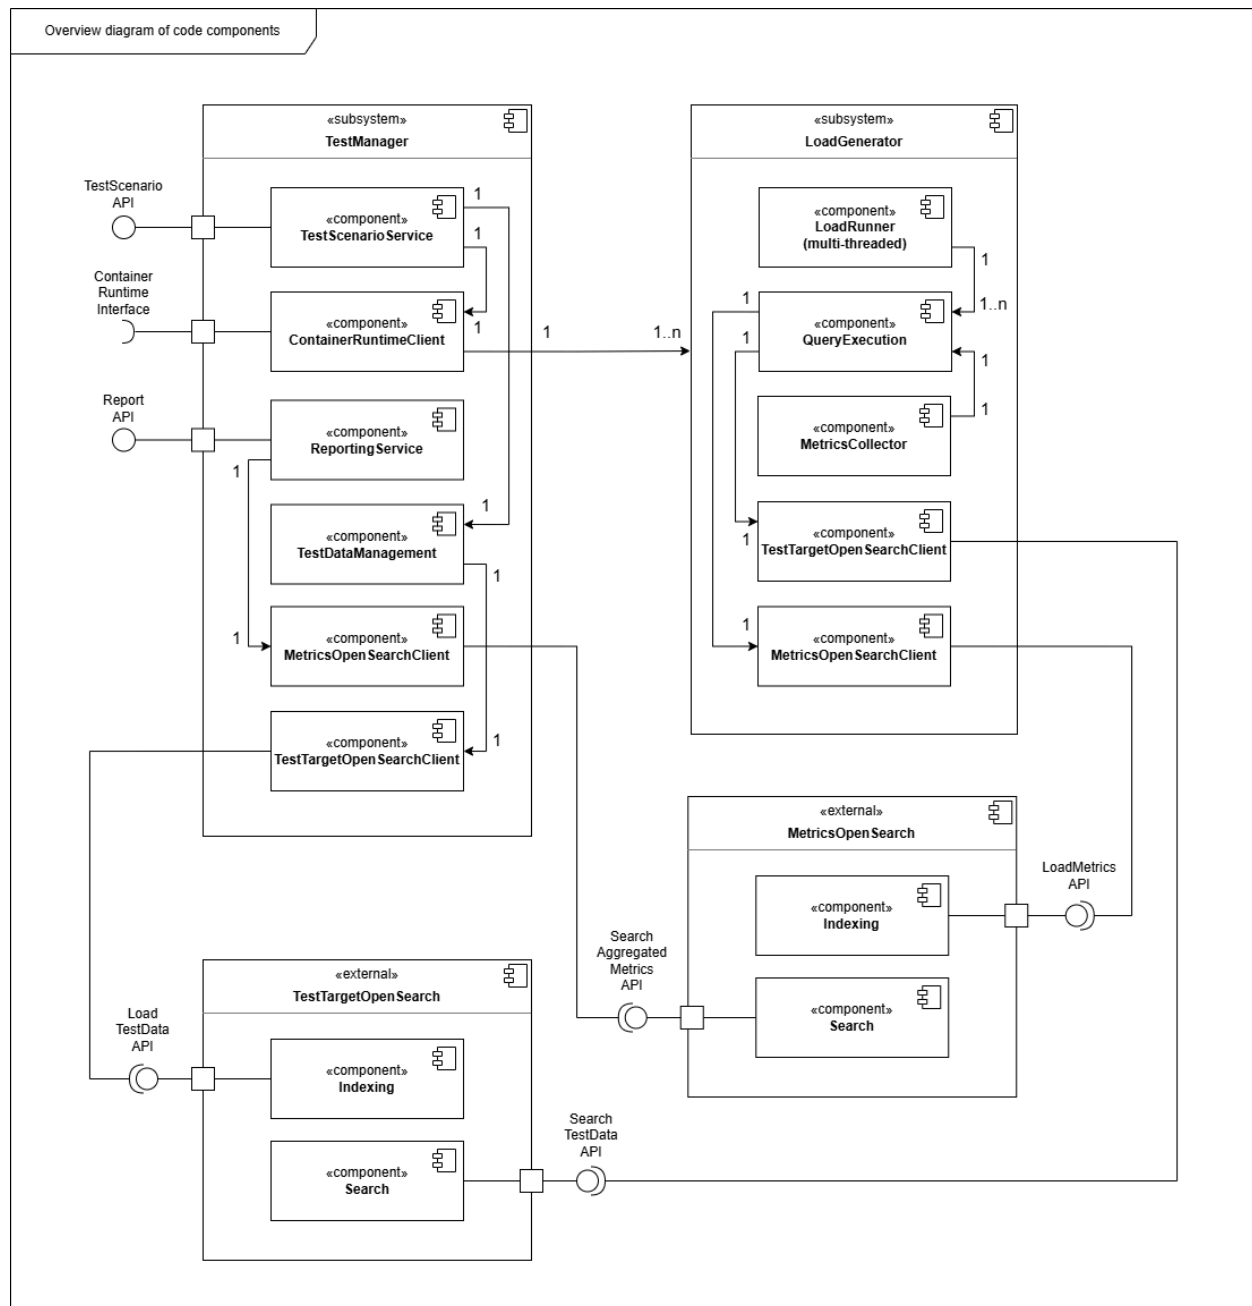 Overview diagram of code components
«subsystem»
TestManager
TestScenario
API
«component»
TestScenarioService
1
1
Container
Runtime
Interface
«component»
ContainerRuntimeClient
1
1
1..n
Report
API
«component»
ReportingService
1
1
«component»
TestDataManagement
1
1
«component»
MetricsOpenSearchClient
«component»
TestTargetOpenSearchClient
1
«subsystem»
LoadGenerator
«component»
LoadRunner
(multi-threaded)
1
1..n
1
«component»
QueryExecution
1
1
«component»
MetricsCollector
1
«component»
TestTargetOpenSearchClient
1
1
«component»
MetricsOpenSearchClient
«external»
MetricsOpenSearch
LoadMetrics
API
«component»
Indexing
Search
Aggregated
Metrics
API
«component»
Search
«external»
TestTargetOpenSearch
Load
TestData
API
«component»
Indexing
Search
TestData
API
«component»
Search